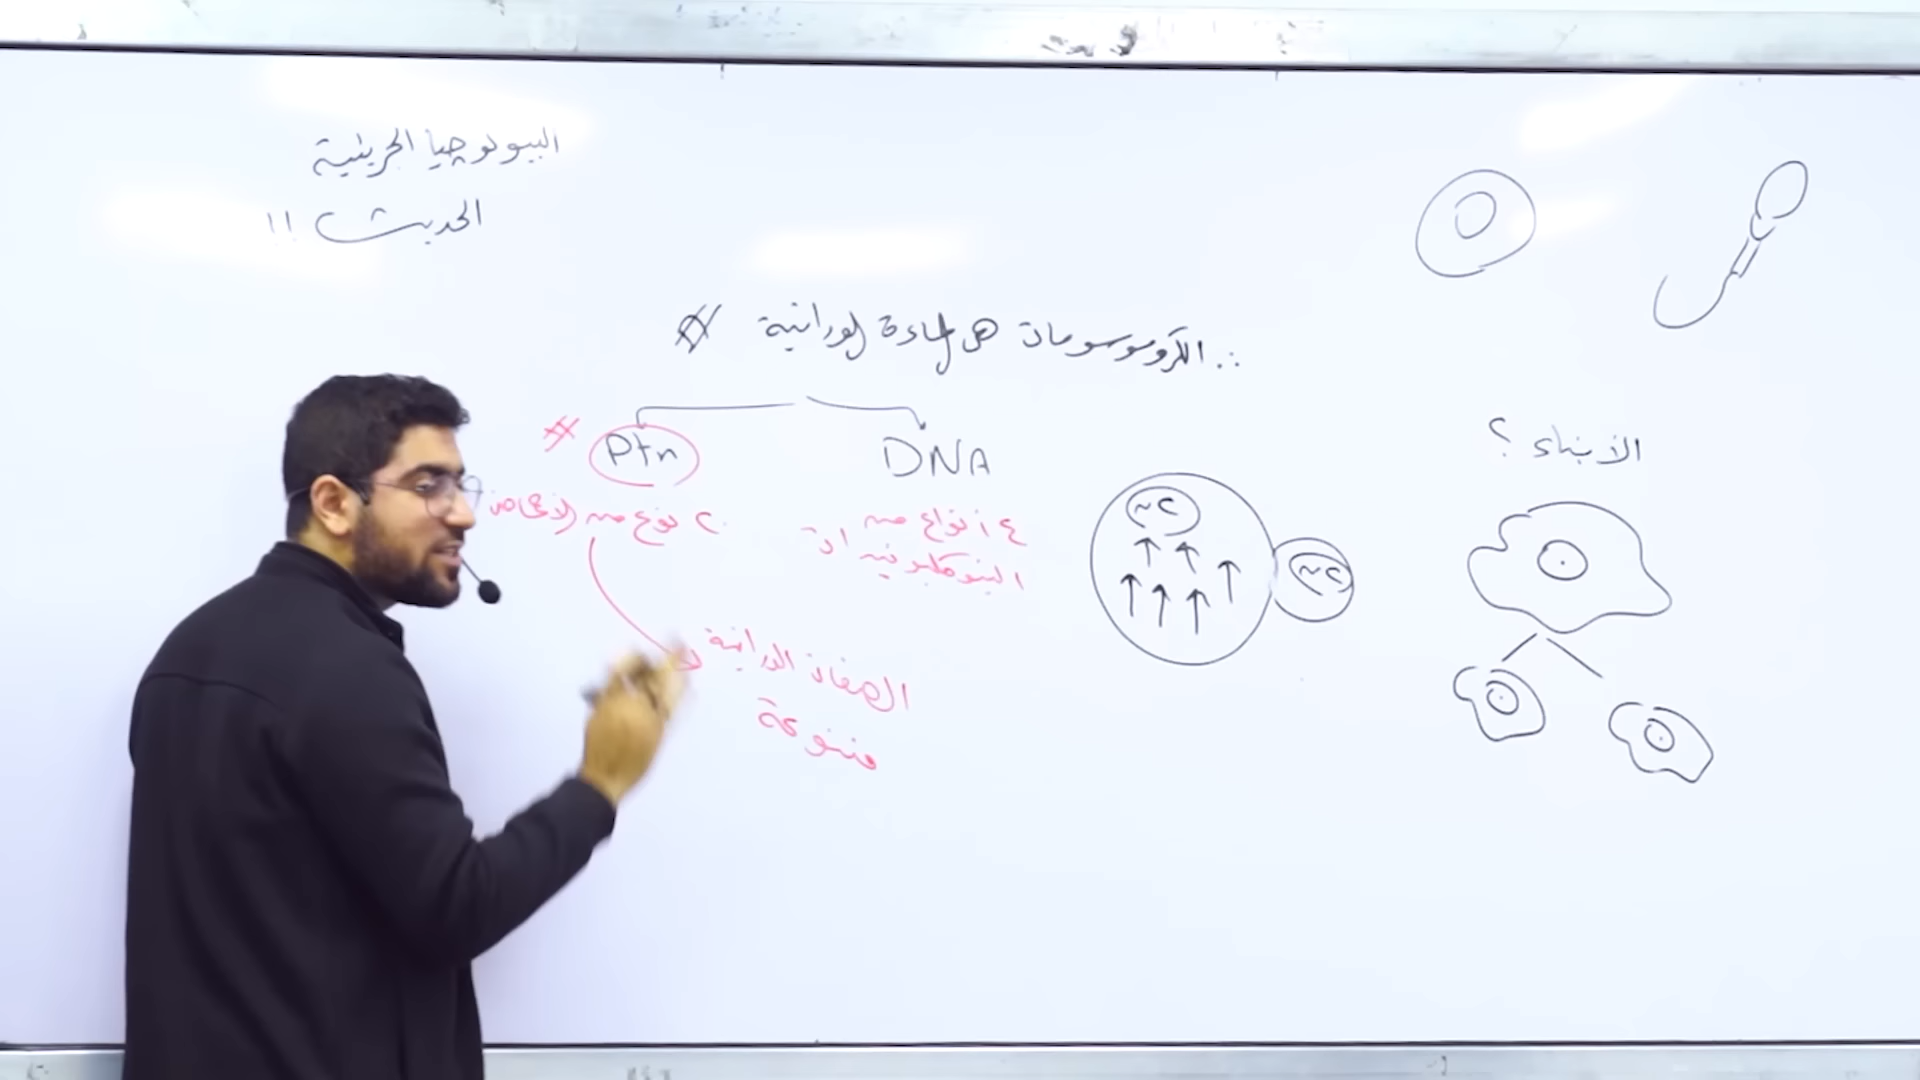 البيولوجيا الجزيئية
الحديث !!
∴ الكروموسومات هى المادة الوراثية #
# Ptn
DNA
٢٠ نوع من الأحماض
٤ أنواع من
النيوكليوتيدات
الصفات الوراثية
متنوعة
الأبناء ؟